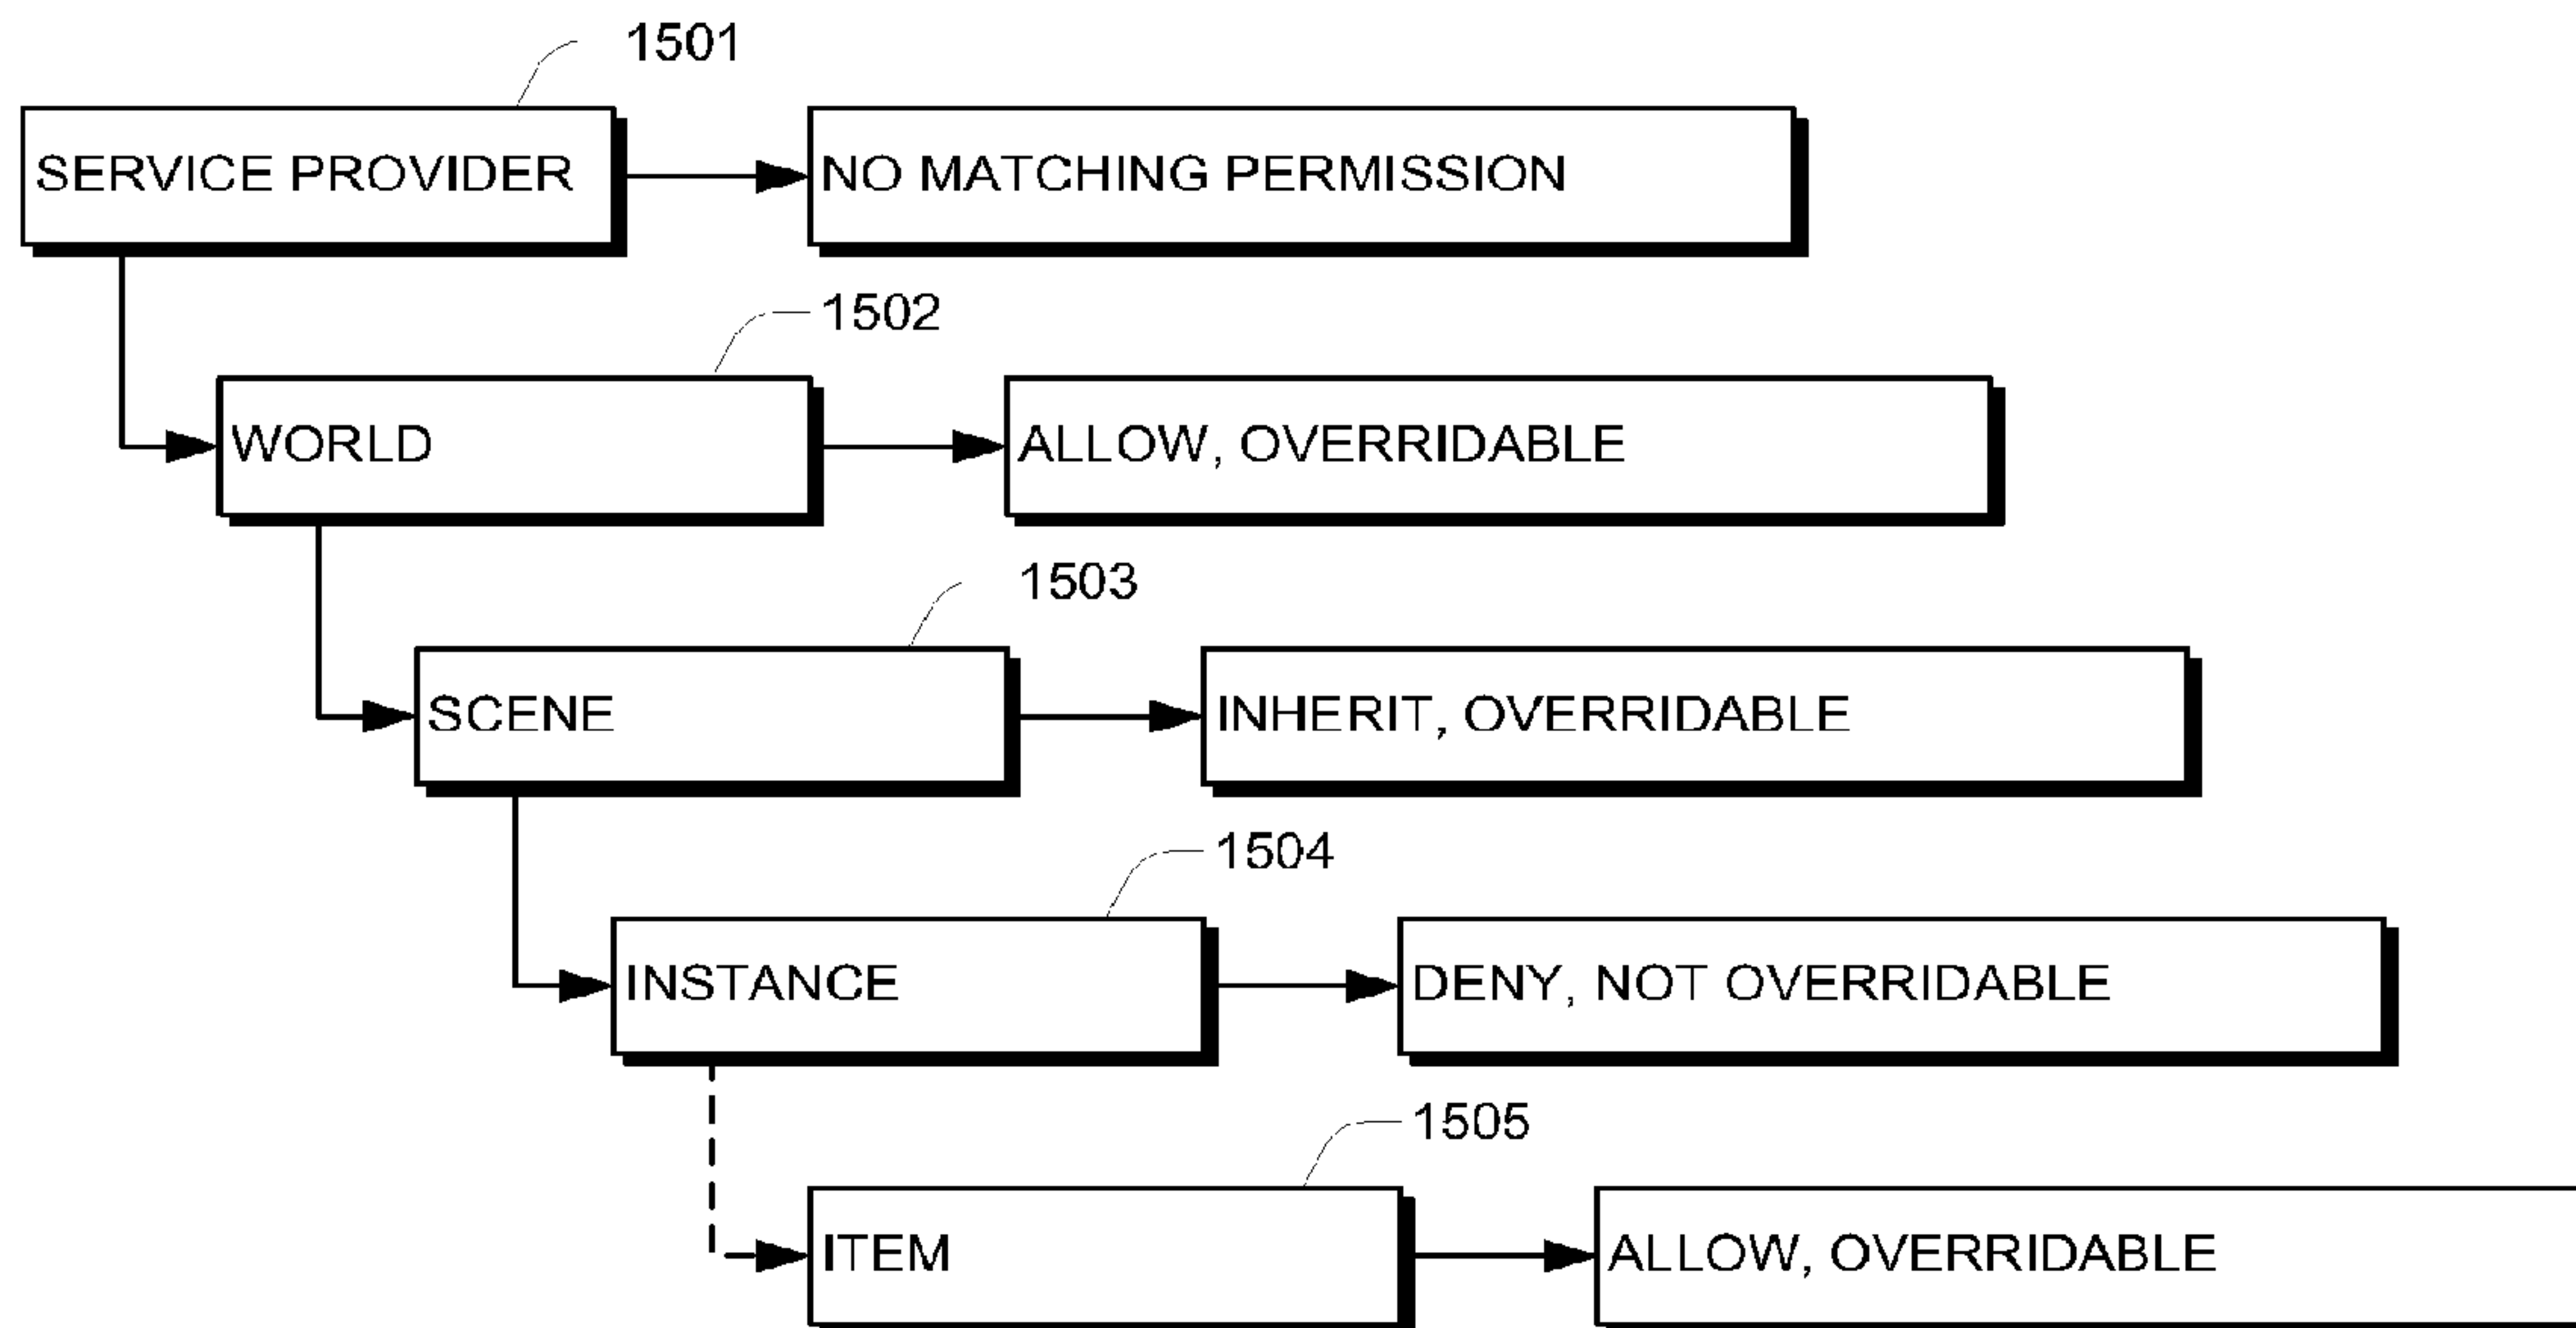 1501
SERVICE PROVIDER
NO MATCHING PERMISSION
1502
WORLD
ALLOW, OVERRIDABLE
1503
SCENE
INHERIT, OVERRIDABLE
1504
INSTANCE
DENY, NOT OVERRIDABLE
1505
ITEM
ALLOW, OVERRIDABLE